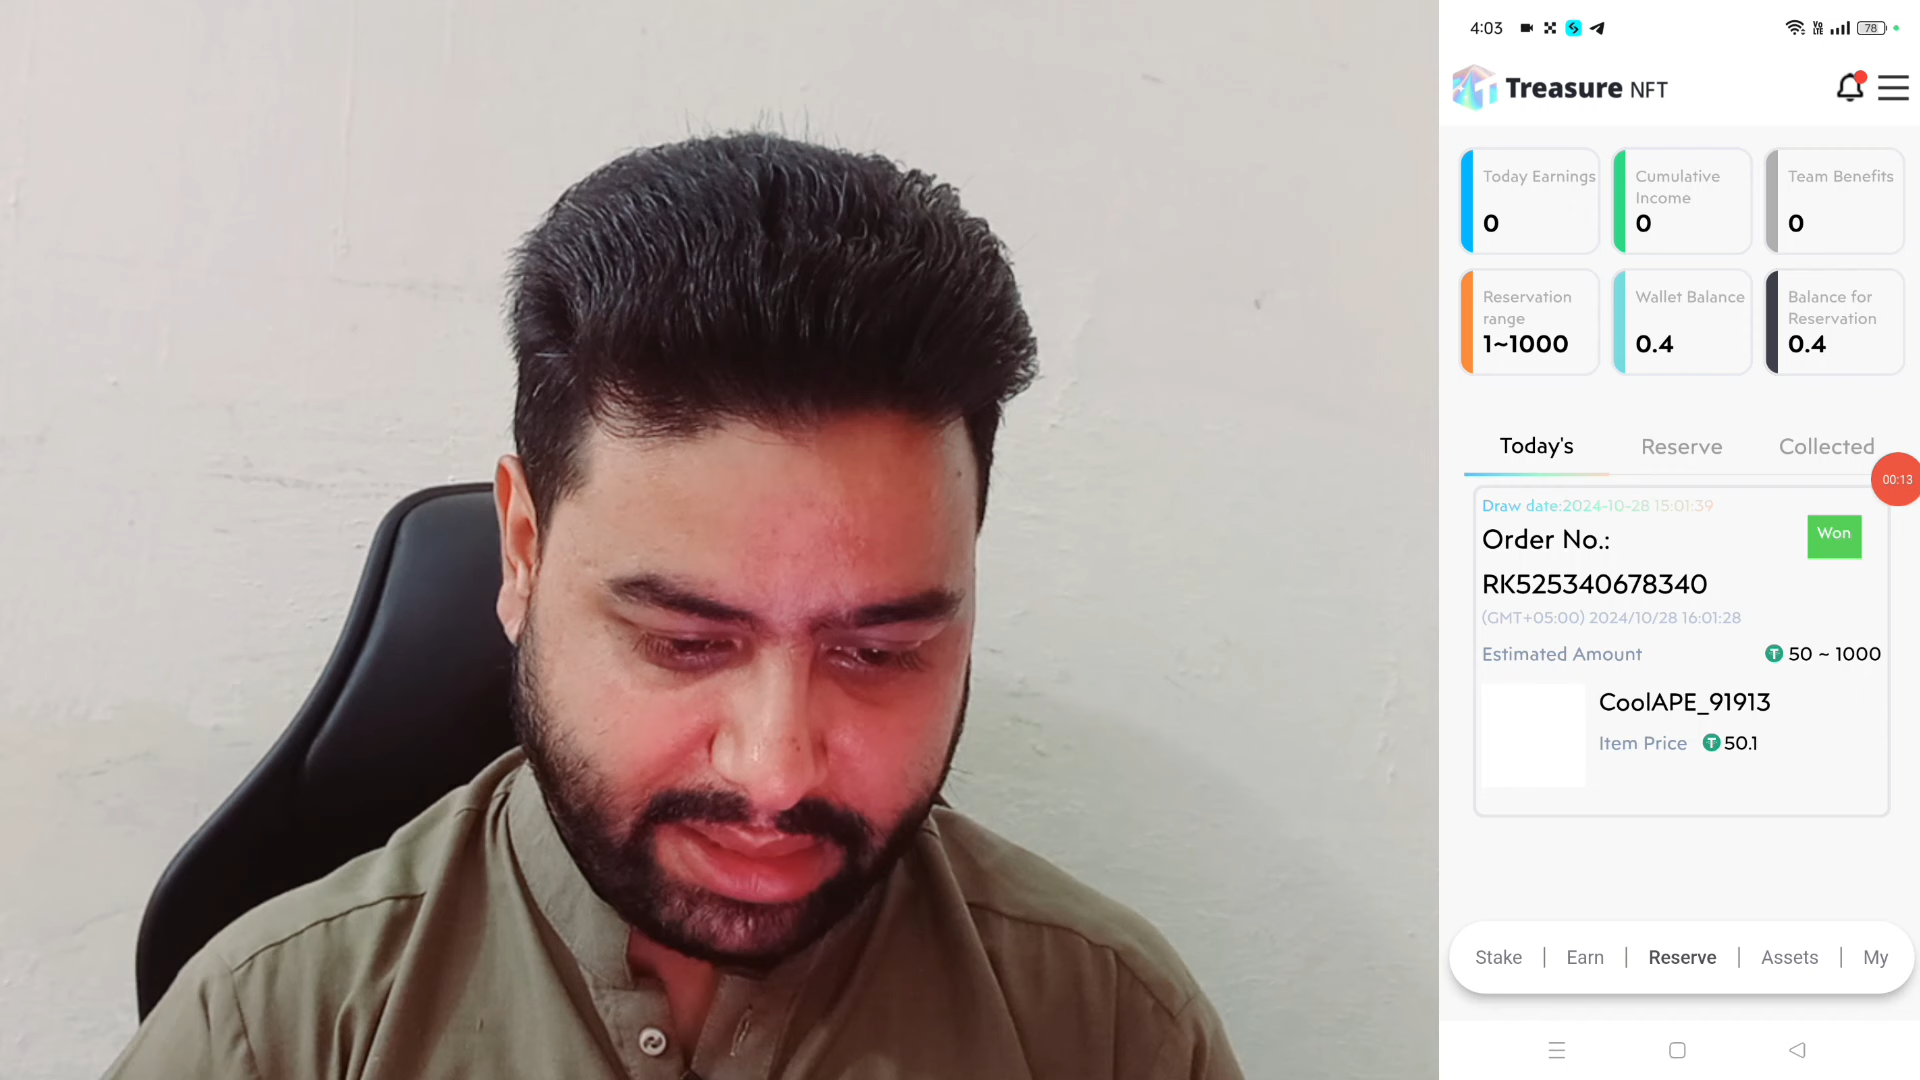 4:03
Vo LTE
78
Treasure NFT
Today Earnings
0
Cumulative
Income
0
Team Benefits
0
Reservation
range
1~1000
Wallet Balance
0.4
Balance for
Reservation
0.4
Today's
Reserve
Collected
00:13
Draw date:2024-10-28 15:01:39
Won
Order No.:
RK525340678340
(GMT+05:00) 2024/10/28 16:01:28
Estimated Amount
50 ~ 1000
CoolAPE_91913
Item Price 50.1
Stake | Earn | Reserve | Assets | My